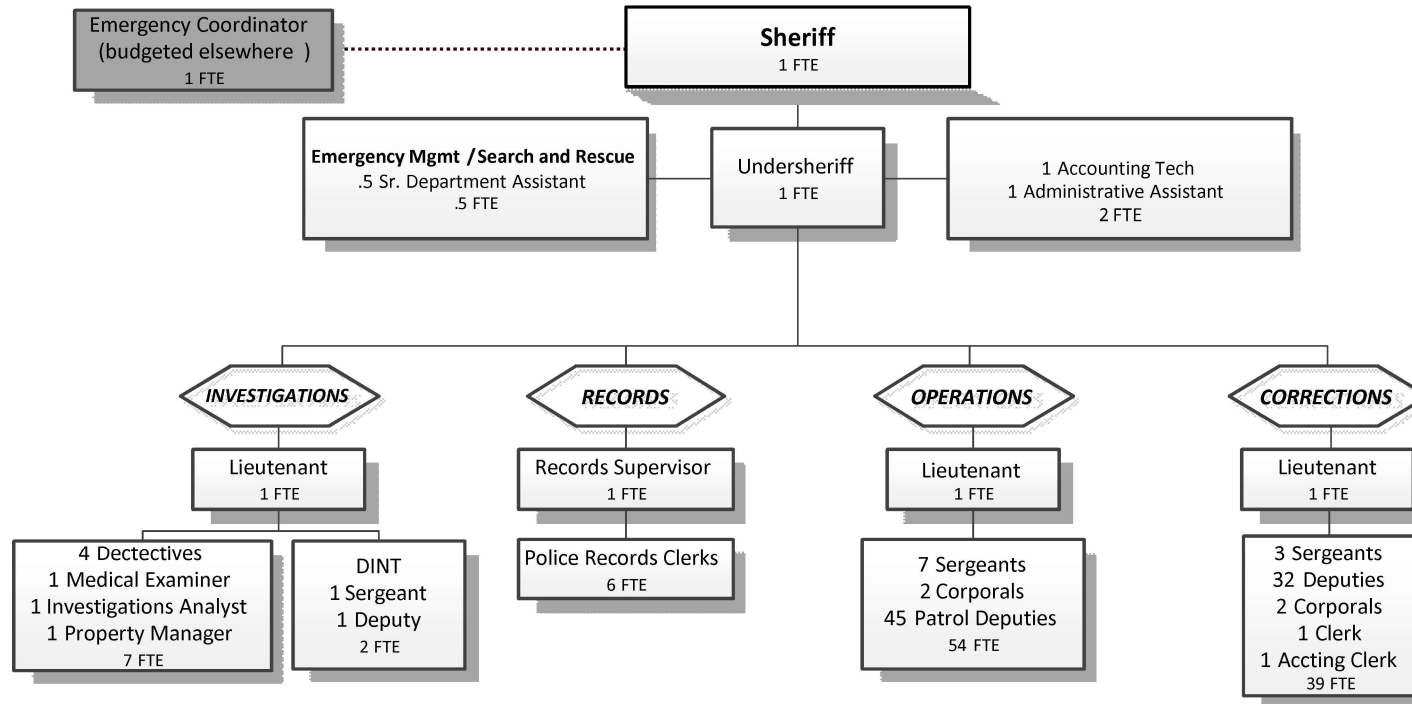 Emergency Coordinator
(budgeted elsewhere )
1 FTE
Sheriff
1 FTE
Emergency Mgmt / Search and Rescue
.5 Sr. Department Assistant
.5 FTE
Undersheriff
1 FTE
1 Accounting Tech
1 Administrative Assistant
2 FTE
INVESTIGATIONS
RECORDS
OPERATIONS
CORRECTIONS
Lieutenant
1 FTE
Records Supervisor
1 FTE
Lieutenant
1 FTE
Lieutenant
1 FTE
4 Dectectives
1 Medical Examiner
1 Investigations Analyst
1 Property Manager
7 FTE
DINT
1 Sergeant
1 Deputy
2 FTE
Police Records Clerks
6 FTE
7 Sergeants
2 Corporals
45 Patrol Deputies
54 FTE
3 Sergeants
32 Deputies
2 Corporals
1 Clerk
1 Accting Clerk
39 FTE